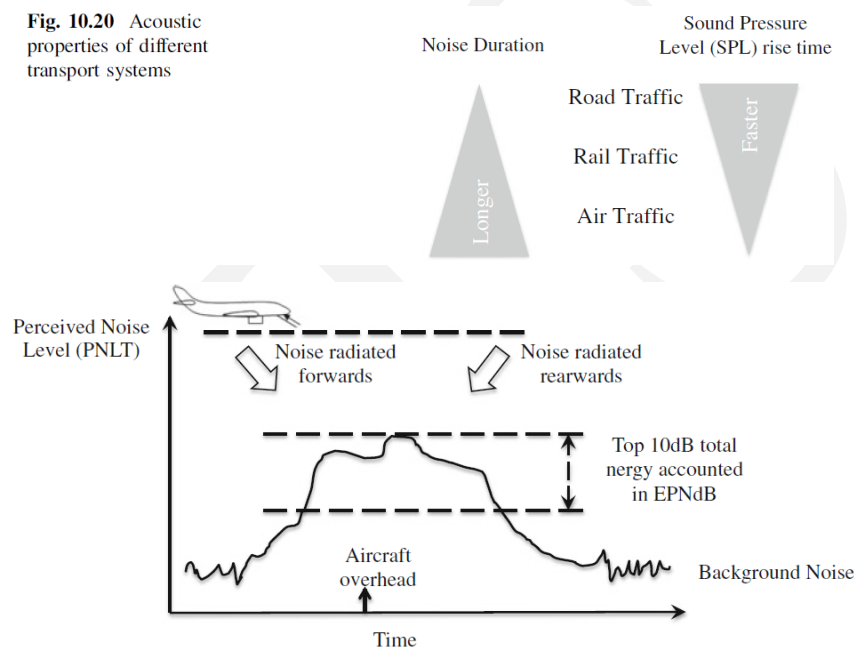 Fig. 10.20 Acoustic
properties of different
transport systems
Noise Duration
Sound Pressure
Level (SPL) rise time
Road Traffic
Rail Traffic
Air Traffic
Longer
Faster
Perceived Noise
Level (PNLT)
Noise radiated
forwards
Noise radiated
rearwards
Top 10dB total
nergy accounted
in EPNdB
Aircraft
overhead
Background Noise
Time